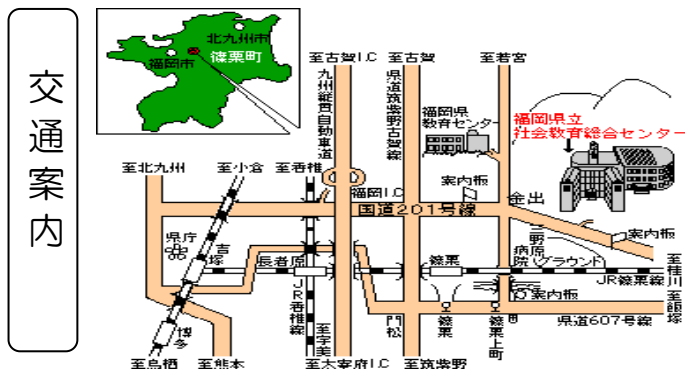 交通案内
北九州市
福岡市
篠栗町
至古賀I.C
至古賀
至若宮
九州縦貫自動車道
県道筑紫野古賀線
福岡県
教育センター
福岡県立
社会教育総合センター
至北九州
至小倉
至香椎
福岡I.C
案内板
金出
国道201号線
県庁
吉塚
長者原
篠栗
病院
(グラウンド)
案内板
JR篠栗線
至桂川
JR香椎線
案内板
至飯塚
博多
至宇美
門松
篠栗
篠栗上町
県道607号線
至鳥栖
至熊本
至太宰府I.C
至筑紫野